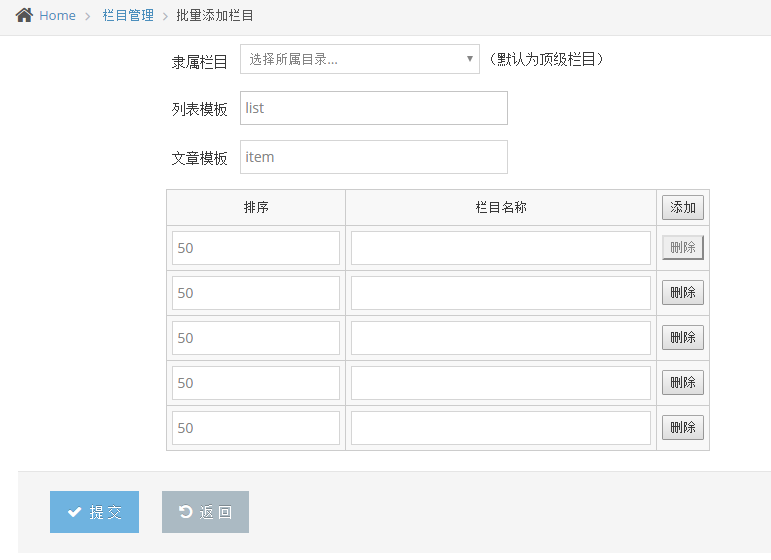 Home > 栏目管理 > 批量添加栏目
隶属栏目 选择所属目录... （默认为顶级栏目）
列表模板 list
文章模板 item
排序 栏目名称 添加
50 删除
50 删除
50 删除
50 删除
50 删除
提交 返回